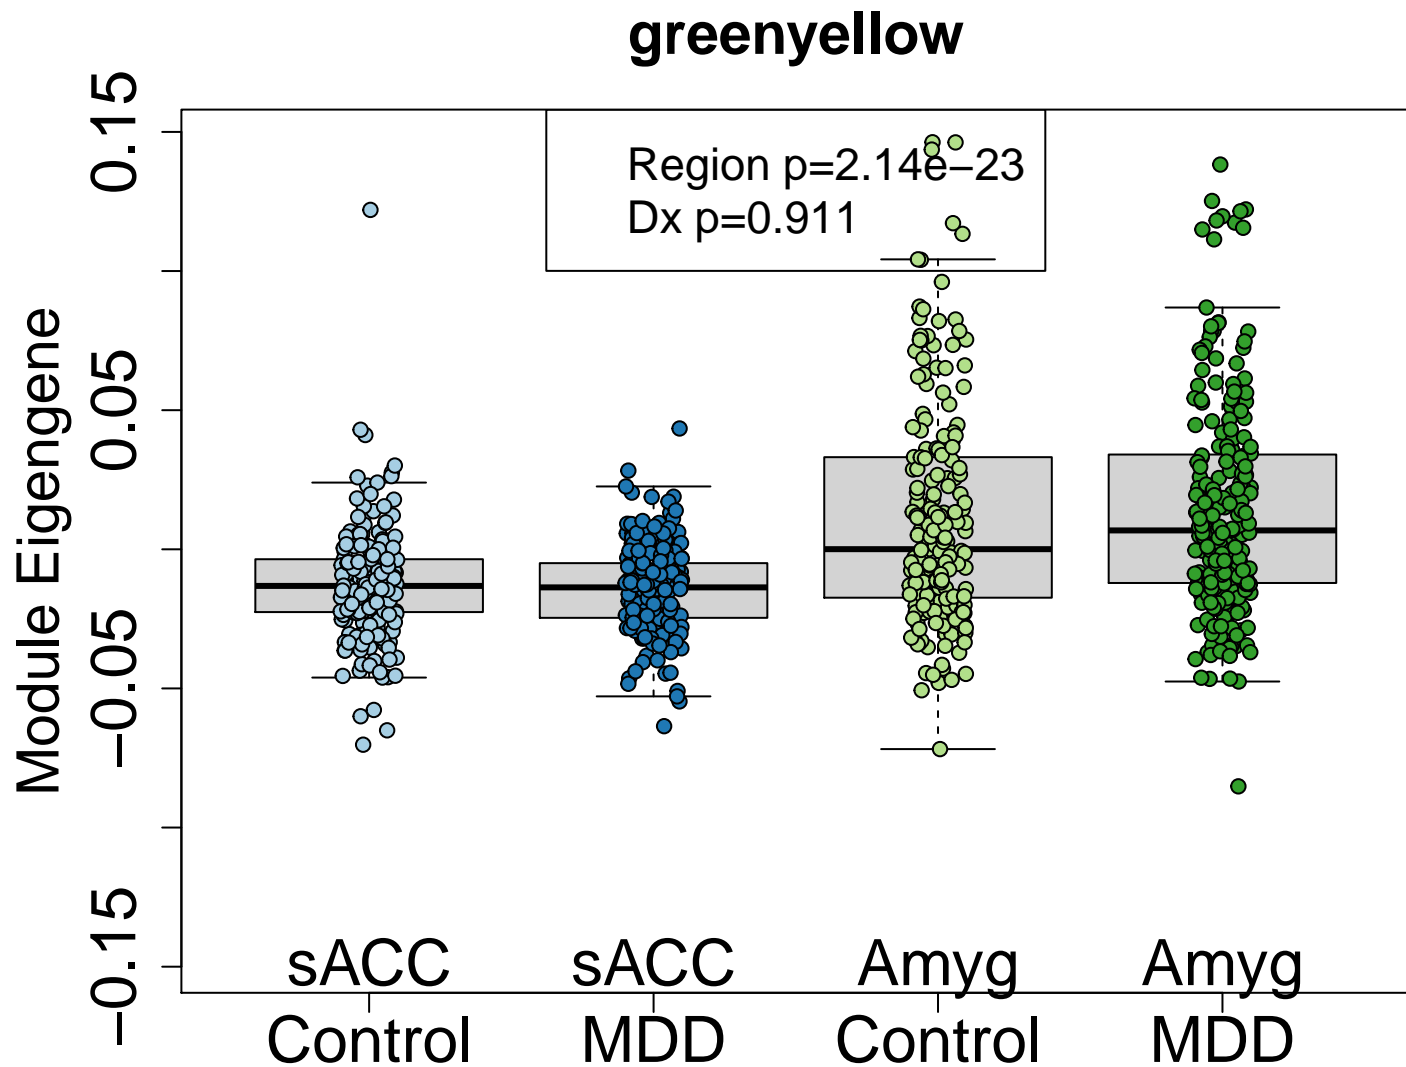 greenyellow
Region p=2.14e−23
Dx p=0.911
Module Eigengene
0.15
0.05
−0.05
−0.15
sACC sACC Amyg Amyg
Control MDD Control MDD